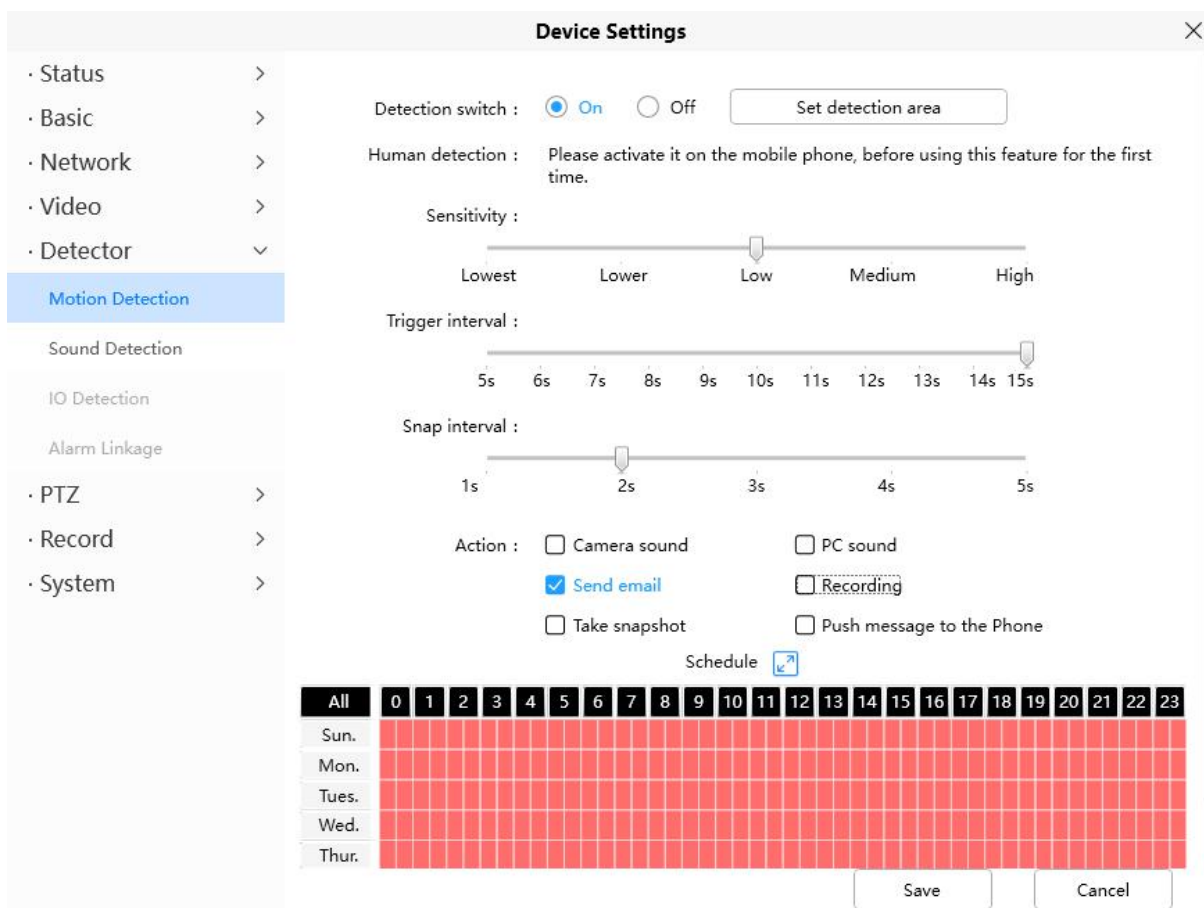 Device Settings
· Status
· Basic
· Network
· Video
· Detector
Motion Detection
Sound Detection
IO Detection
Alarm Linkage
· PTZ
· Record
· System
Detection switch : On Off Set detection area
Human detection : Please activate it on the mobile phone, before using this feature for the first
time.
Sensitivity :
Lowest Lower Low Medium High
Trigger interval :
5s 6s 7s 8s 9s 10s 11s 12s 13s 14s 15s
Snap interval :
1s 2s 3s 4s 5s
Action : Camera sound PC sound
Send email Recording
Take snapshot Push message to the Phone
Schedule
All 0 1 2 3 4 5 6 7 8 9 10 11 12 13 14 15 16 17 18 19 20 21 22 23
Sun.
Mon.
Tues.
Wed.
Thur.
Save Cancel